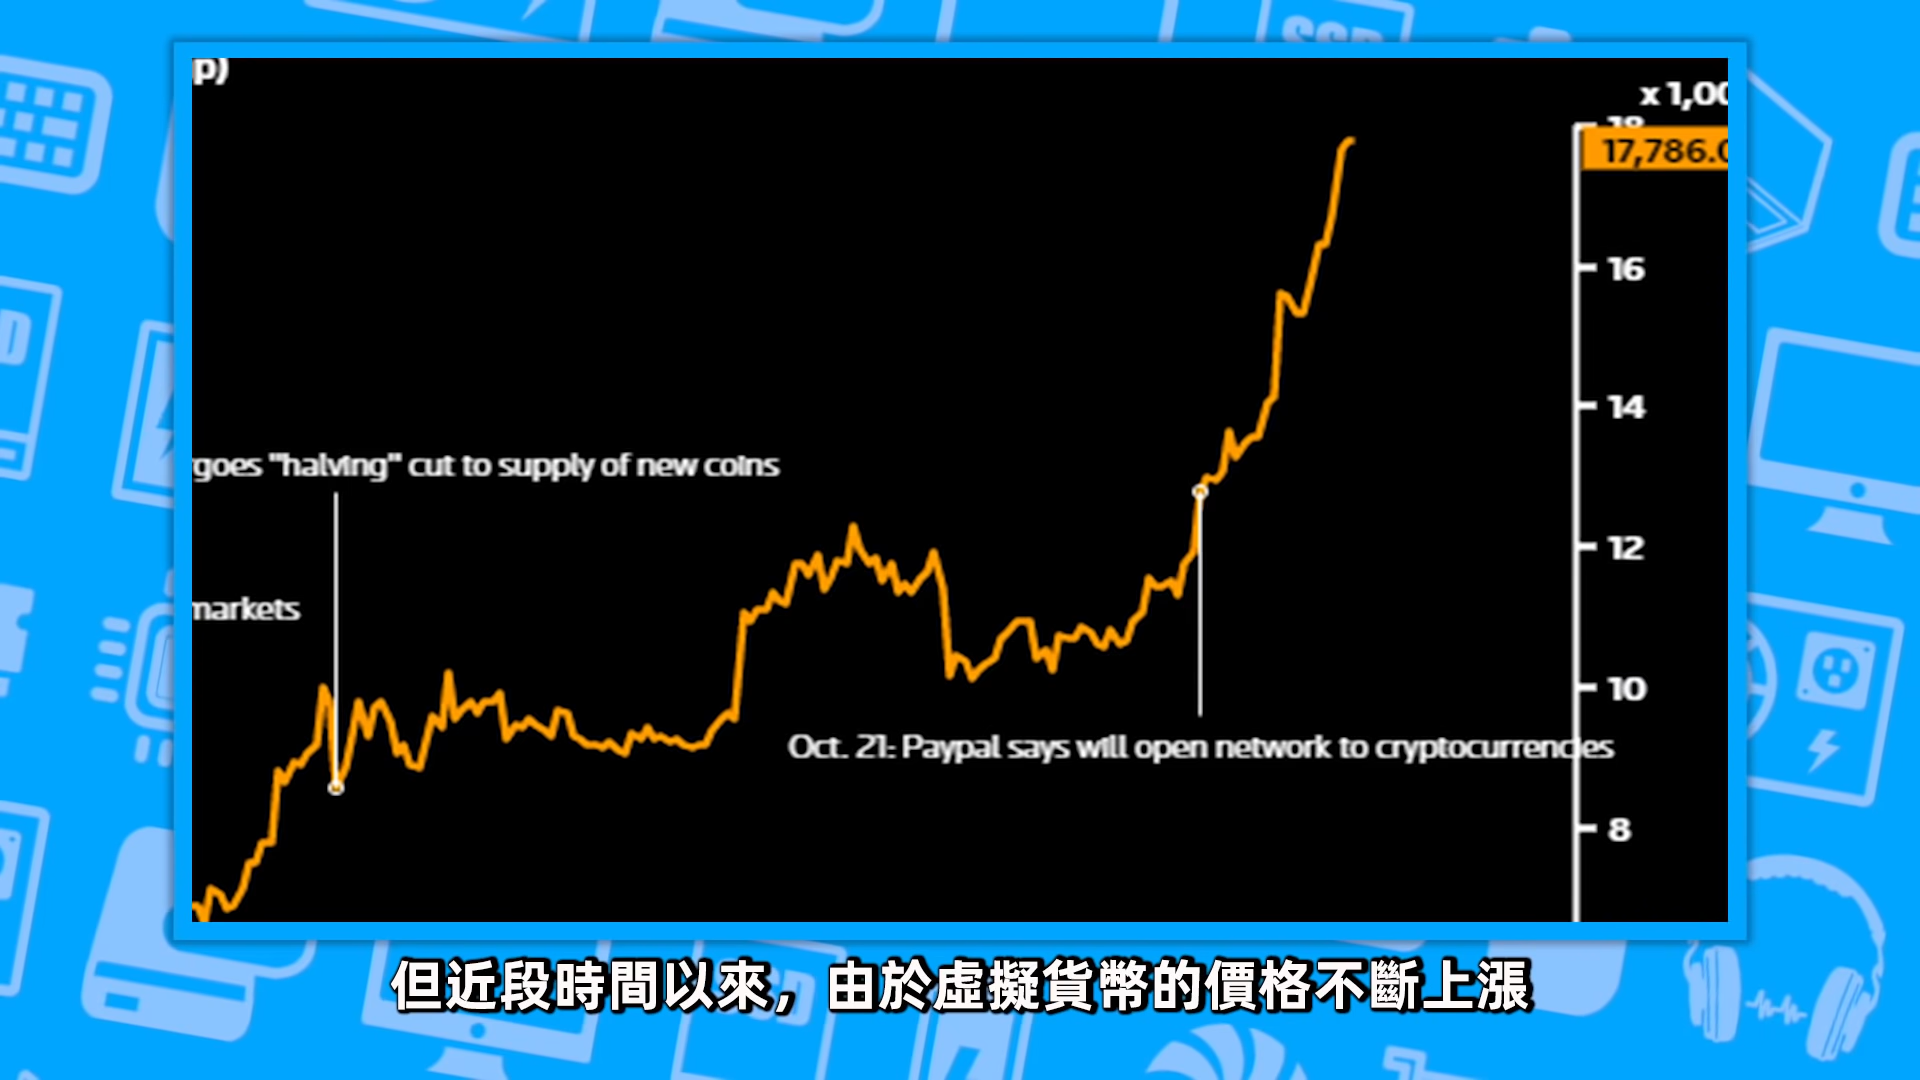 p)
x 1,00
18
17,786.0
16
goes "halving" cut to supply of new coins
14
12
markets
10
Oct. 21: Paypal says will open network to cryptocurrencies
8
但近段時間以來，由於虛擬貨幣的價格不斷上漲